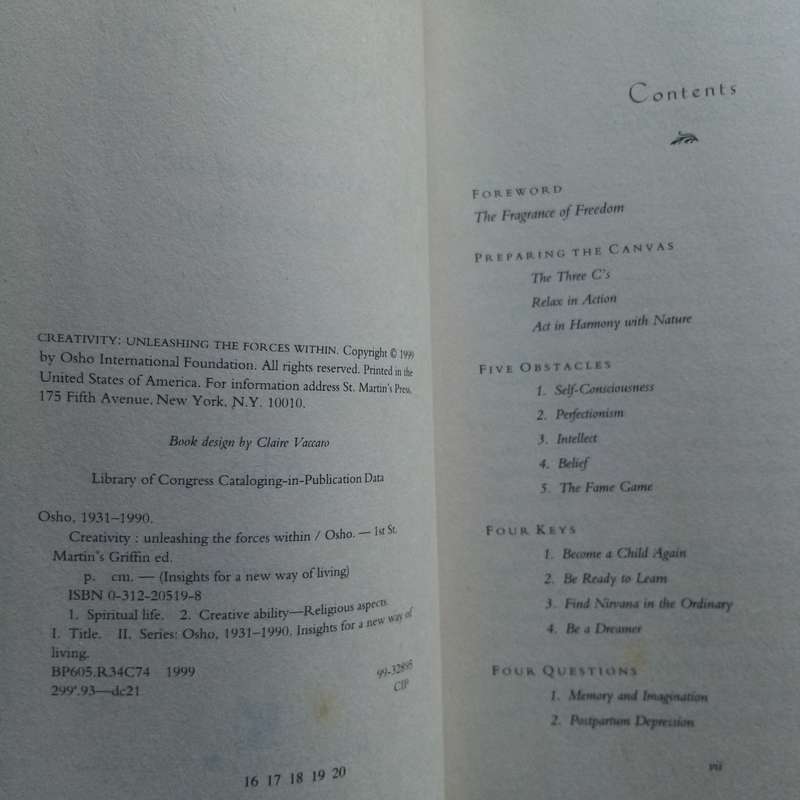 CREATIVITY: UNLEASHING THE FORCES WITHIN. Copyright © 1999
by Osho International Foundation. All rights reserved. Printed in the
United States of America. For information address St. Martin's Press,
175 Fifth Avenue, New York, N.Y. 10010.
Book design by Claire Vaccaro
Library of Congress Cataloging-in-Publication Data
Osho, 1931–1990.
Creativity : unleashing the forces within / Osho. — 1st St.
Martin's Griffin ed.
p. cm. — (Insights for a new way of living)
ISBN 0-312-20519-8
1. Spiritual life. 2. Creative ability—Religious aspects.
I. Title. II. Series: Osho, 1931–1990. Insights for a new way of
living.
BP605.R34C74 1999
299'.93—dc21
99-32895
CIP
16 17 18 19 20
Contents
FOREWORD
The Fragrance of Freedom
PREPARING THE CANVAS
The Three C's
Relax in Action
Act in Harmony with Nature
FIVE OBSTACLES
1. Self-Consciousness
2. Perfectionism
3. Intellect
4. Belief
5. The Fame Game
FOUR KEYS
1. Become a Child Again
2. Be Ready to Learn
3. Find Nirvana in the Ordinary
4. Be a Dreamer
FOUR QUESTIONS
1. Memory and Imagination
2. Postpartum Depression
vii